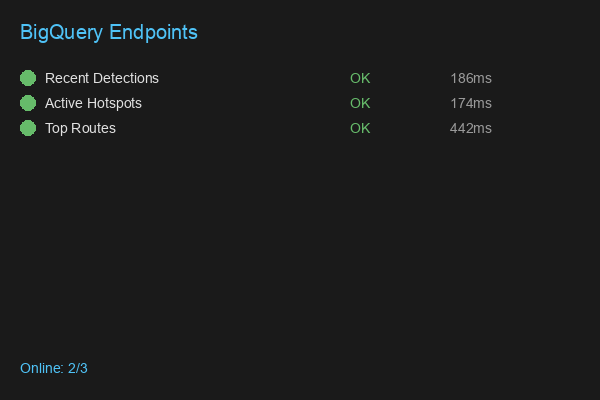 BigQuery Endpoints
Recent Detections OK 186ms
Active Hotspots OK 174ms
Top Routes OK 442ms
Online: 2/3